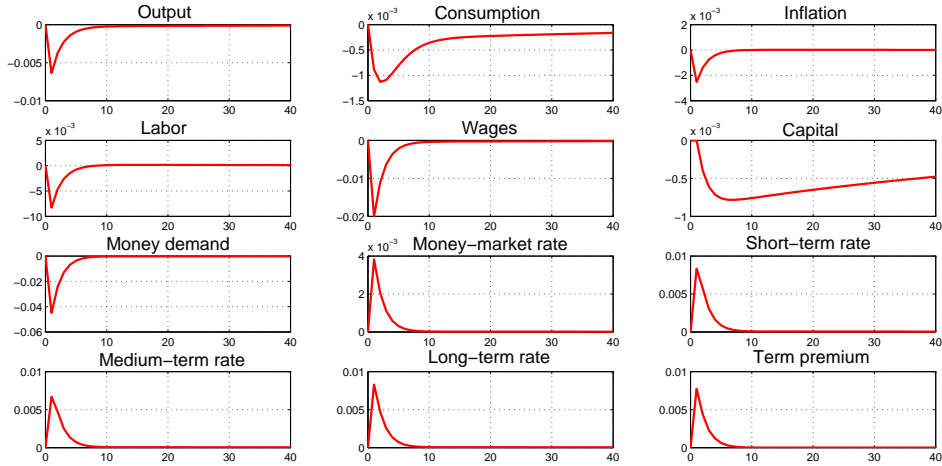 Output Consumption Inflation
x 10⁻³ x 10⁻³
0 0 2
−0.005 −0.5 0
−1 −2
−0.01 −1.5 −4
0 10 20 30 40 0 10 20 30 40 0 10 20 30 40
Labor Wages Capital
x 10⁻³ x 10⁻³
5 0 0
0 −0.01 −0.5
−5
−10 −0.02 −1
0 10 20 30 40 0 10 20 30 40 0 10 20 30 40
Money demand Money−market rate Short−term rate
x 10⁻³
0 4 0.01
−0.02 2 0.005
−0.04
−0.06 0 0
0 10 20 30 40 0 10 20 30 40 0 10 20 30 40
Medium−term rate Long−term rate Term premium
0.01 0.01 0.01
0.005 0.005 0.005
0 0 0
0 10 20 30 40 0 10 20 30 40 0 10 20 30 40